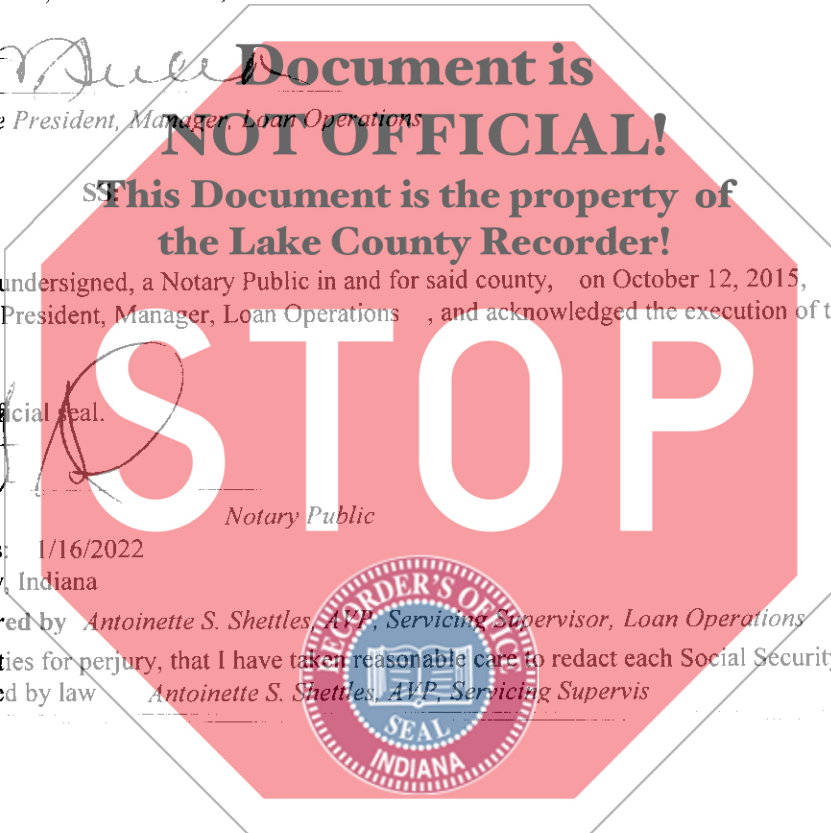 Document is
e President, Manager, Loan Operations
NOT OFFICIAL!
SS:
This Document is the property of
the Lake County Recorder!
undersigned, a Notary Public in and for said county, on October 12, 2015,
President, Manager, Loan Operations , and acknowledged the execution of t
STOP
icial seal.
Notary Public
s: 1/16/2022
y, Indiana
red by Antoinette S. Shettles, AVP, Servicing Supervisor, Loan Operations
ties for perjury, that I have taken reasonable care to redact each Social Security
ed by law Antoinette S. Shettles, AVP, Servicing Supervis
RECORDER'S OFFICE
SEAL
INDIANA